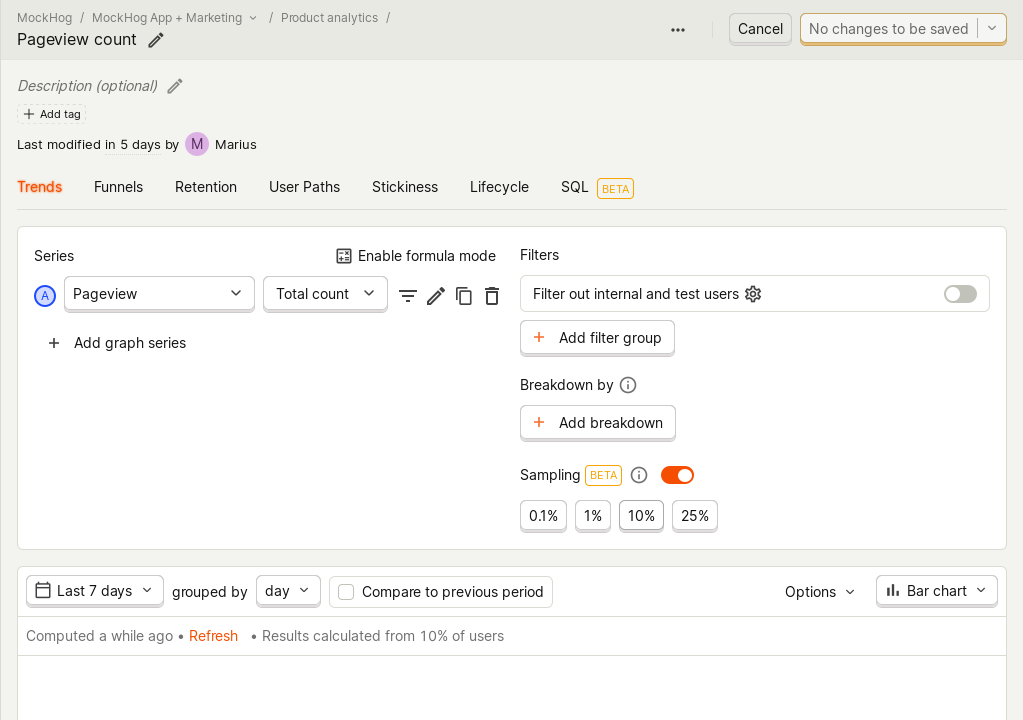 MockHog / MockHog App + Marketing / Product analytics /
Pageview count
Cancel
No changes to be saved
Description (optional)
Add tag
Last modified in 5 days by M Marius
Trends Funnels Retention User Paths Stickiness Lifecycle SQL BETA
Series
Enable formula mode
A Pageview Total count
Add graph series
Filters
Filter out internal and test users
Add filter group
Breakdown by
Add breakdown
Sampling BETA
0.1% 1% 10% 25%
Last 7 days grouped by day Compare to previous period Options Bar chart
Computed a while ago • Refresh • Results calculated from 10% of users